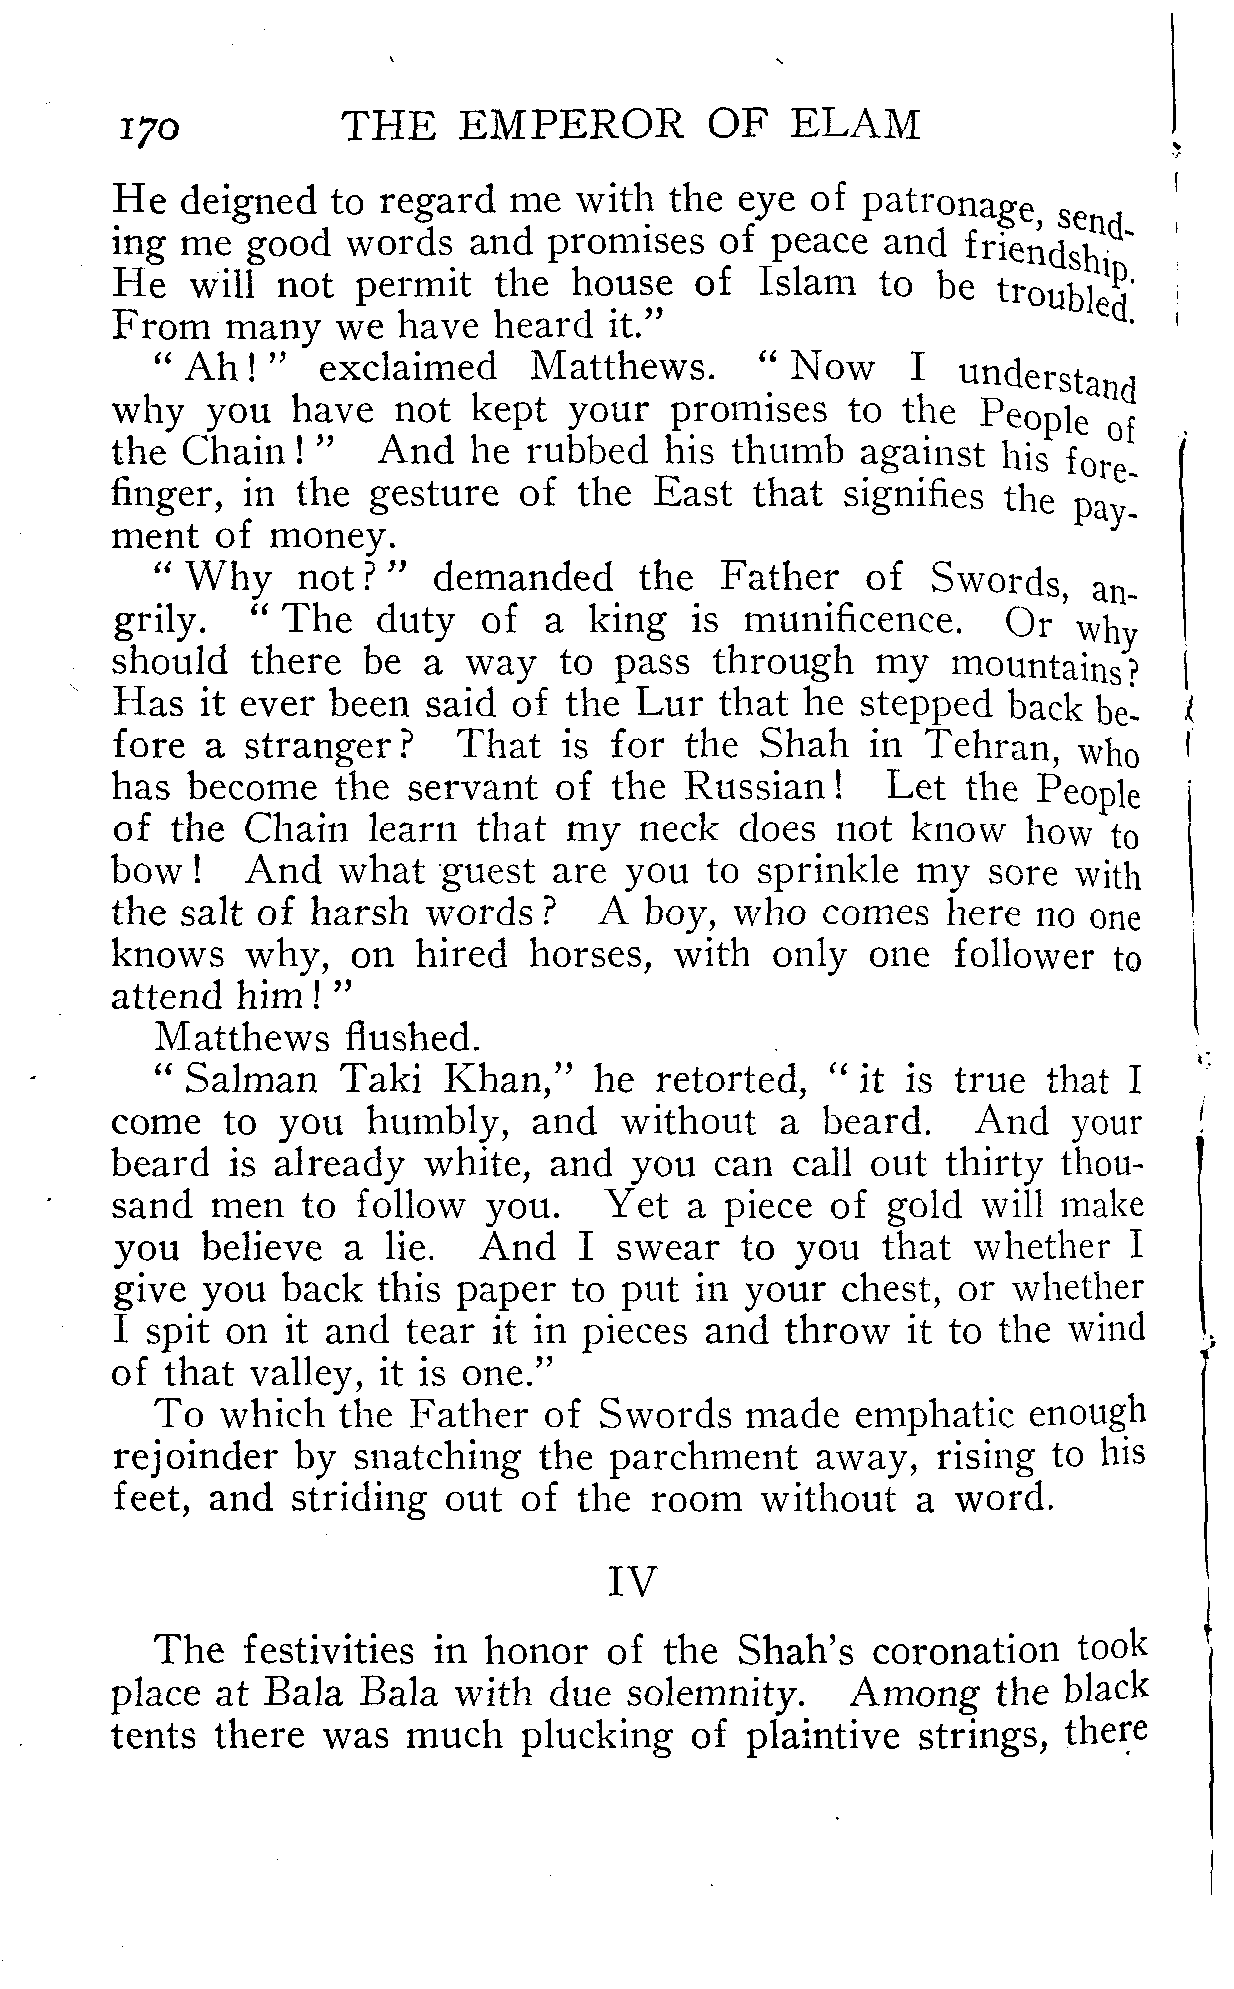 170 THE EMPEROR OF ELAM
He deigned to regard me with the eye of patronage, send-
ing me good words and promises of peace and friendship.
He will not permit the house of Islam to be troubled.
From many we have heard it."
"Ah!" exclaimed Matthews. "Now I understand
why you have not kept your promises to the People of
the Chain!" And he rubbed his thumb against his fore-
finger, in the gesture of the East that signifies the pay-
ment of money.
"Why not?" demanded the Father of Swords, an-
grily. "The duty of a king is munificence. Or why
should there be a way to pass through my mountains?
Has it ever been said of the Lur that he stepped back be-
fore a stranger? That is for the Shah in Tehran, who
has become the servant of the Russian! Let the People
of the Chain learn that my neck does not know how to
bow! And what guest are you to sprinkle my sore with
the salt of harsh words? A boy, who comes here no one
knows why, on hired horses, with only one follower to
attend him!"
Matthews flushed.
"Salman Taki Khan," he retorted, "it is true that I
come to you humbly, and without a beard. And your
beard is already white, and you can call out thirty thou-
sand men to follow you. Yet a piece of gold will make
you believe a lie. And I swear to you that whether I
give you back this paper to put in your chest, or whether
I spit on it and tear it in pieces and throw it to the wind
of that valley, it is one."
To which the Father of Swords made emphatic enough
rejoinder by snatching the parchment away, rising to his
feet, and striding out of the room without a word.
IV
The festivities in honor of the Shah's coronation took
place at Bala Bala with due solemnity. Among the black
tents there was much plucking of plaintive strings, there